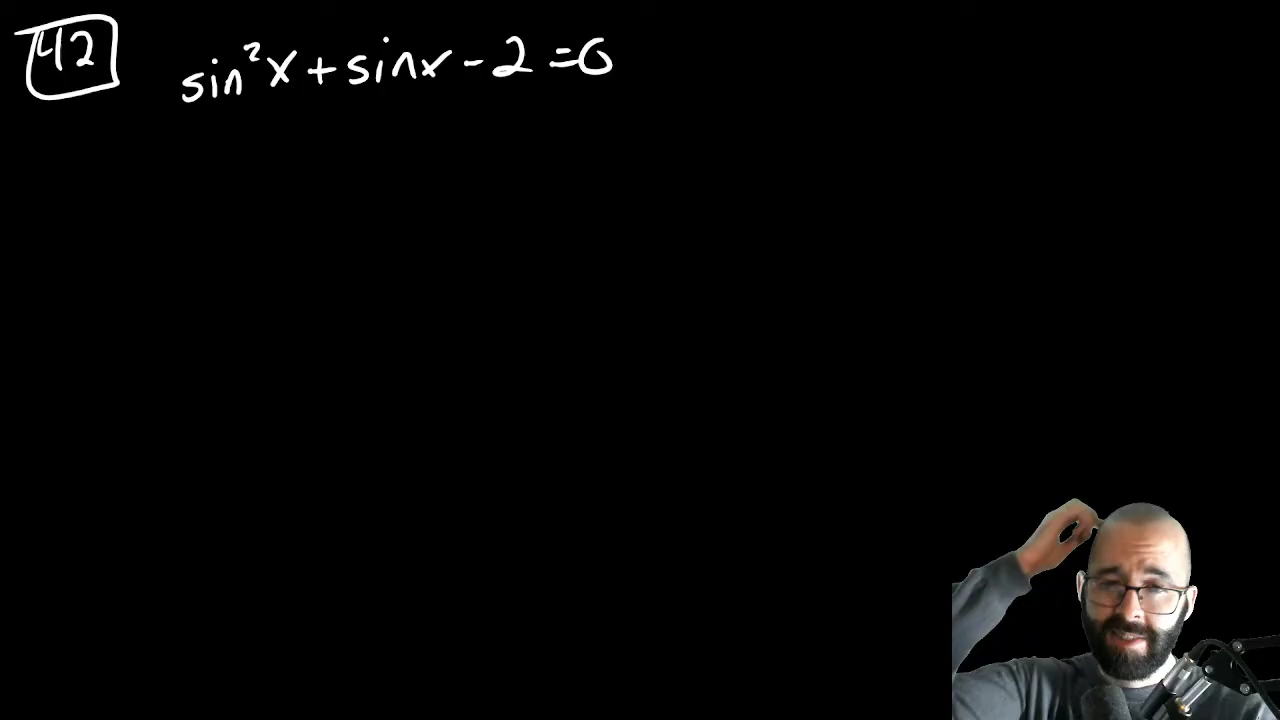 42 sin²x + sinx - 2 = 0